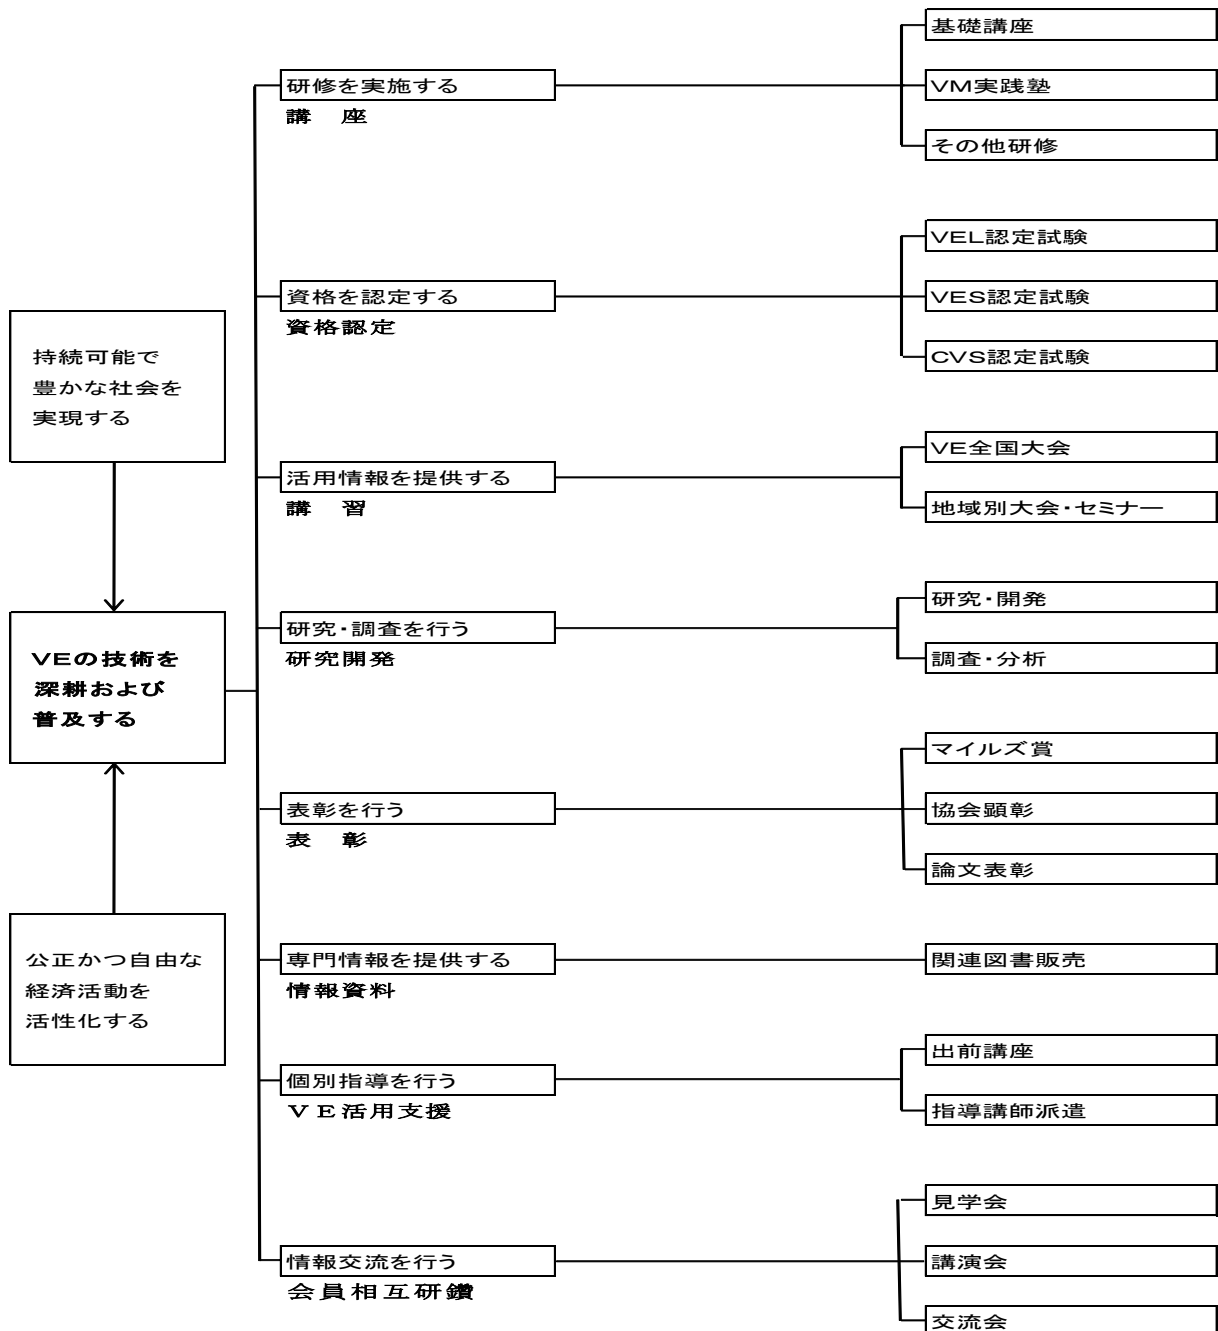 持続可能で
豊かな社会を
実現する
VEの技術を
深耕および
普及する
公正かつ自由な
経済活動を
活性化する
研修を実施する
講　座
基礎講座
VM実践塾
その他研修
資格を認定する
資格認定
VEL認定試験
VES認定試験
CVS認定試験
活用情報を提供する
講　習
VE全国大会
地域別大会・セミナー
研究・調査を行う
研究開発
研究・開発
調査・分析
表彰を行う
表　彰
マイルズ賞
協会顕彰
論文表彰
専門情報を提供する
情報資料
関連図書販売
個別指導を行う
ＶＥ活用支援
出前講座
指導講師派遣
情報交流を行う
会員相互研鑽
見学会
講演会
交流会